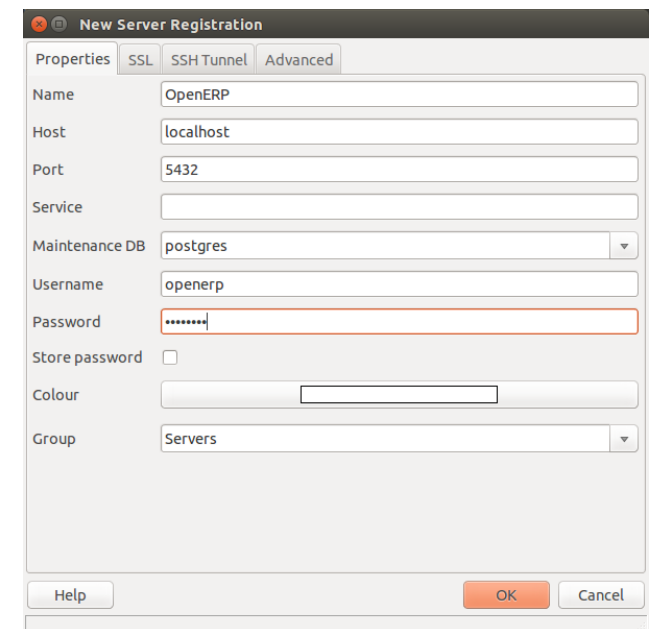 New Server Registration
Properties SSL SSH Tunnel Advanced
Name OpenERP
Host localhost
Port 5432
Service
Maintenance DB postgres
Username openerp
Password ••••••••
Store password
Colour
Group Servers
Help OK Cancel